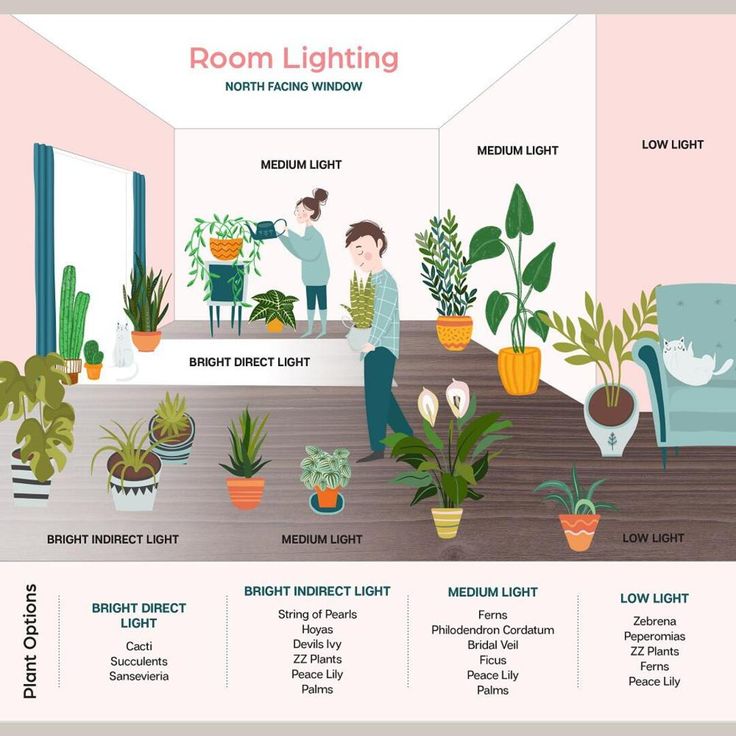 Room Lighting
NORTH FACING WINDOW
MEDIUM LIGHT
MEDIUM LIGHT
LOW LIGHT
BRIGHT DIRECT LIGHT
BRIGHT INDIRECT LIGHT
MEDIUM LIGHT
LOW LIGHT
Plant Options
BRIGHT DIRECT
LIGHT
Cacti
Succulents
Sansevieria
BRIGHT INDIRECT LIGHT
String of Pearls
Hoyas
Devils Ivy
ZZ Plants
Peace Lily
Palms
MEDIUM LIGHT
Ferns
Philodendron Cordatum
Bridal Veil
Ficus
Peace Lily
Palms
LOW LIGHT
Zebrena
Peperomias
ZZ Plants
Ferns
Peace Lily